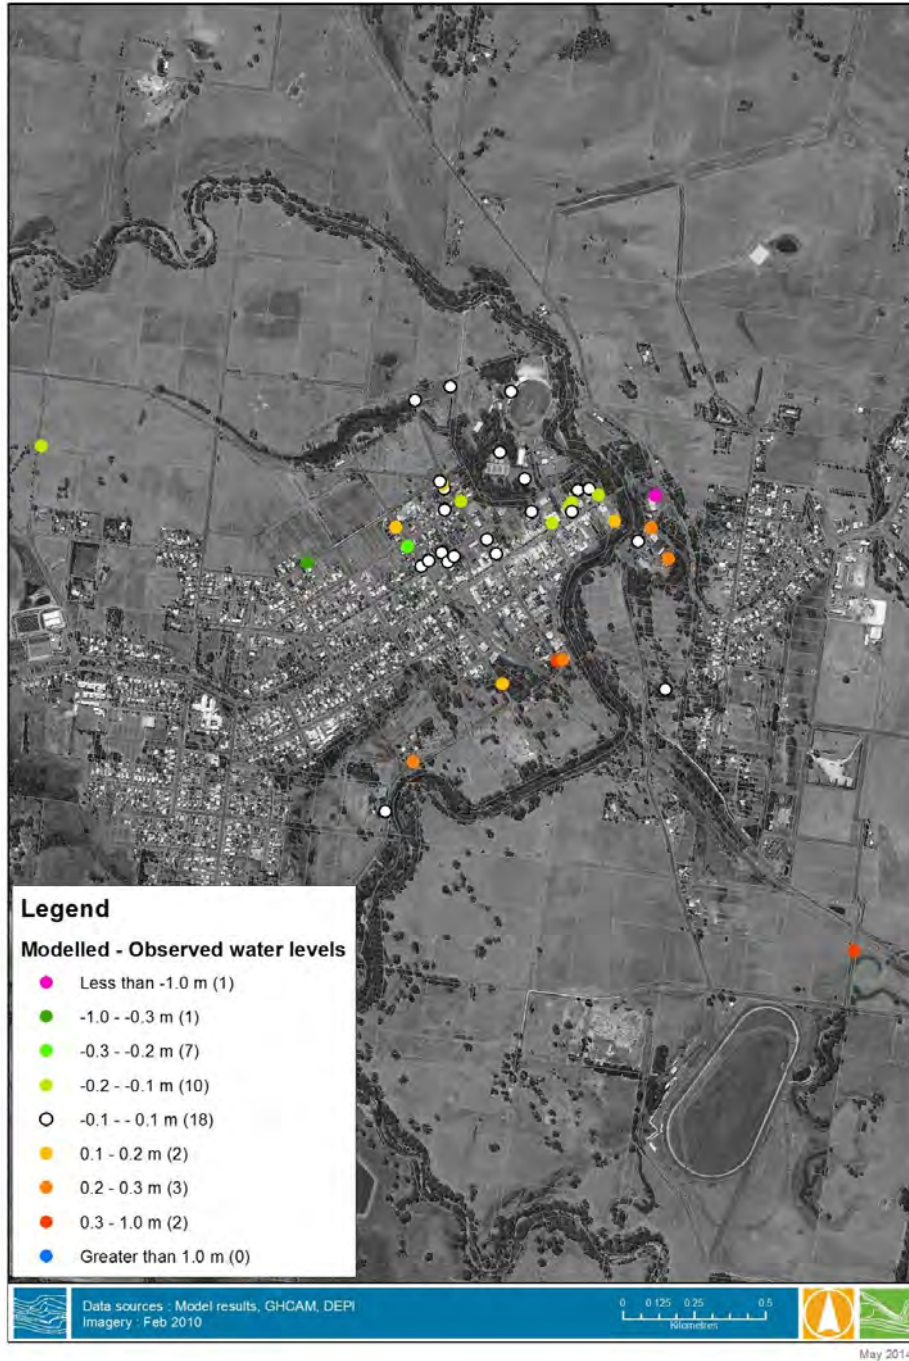 Legend
Modelled - Observed water levels
Less than -1.0 m (1)
-1.0 - -0.3 m (1)
-0.3 - -0.2 m (7)
-0.2 - -0.1 m (10)
-0.1 - - 0.1 m (18)
0.1 - 0.2 m (2)
0.2 - 0.3 m (3)
0.3 - 1.0 m (2)
Greater than 1.0 m (0)
Data sources : Model results, GHCAM, DEPI
Imagery : Feb 2010
0 0.125 0.25 0.5
Kilometres
May 2014